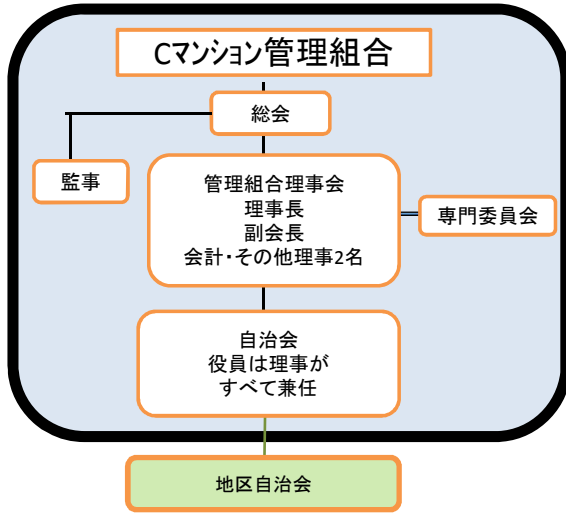 Cマンション管理組合
総会
監事
管理組合理事会
理事長
副会長
会計・その他理事2名
専門委員会
自治会
役員は理事が
すべて兼任
地区自治会